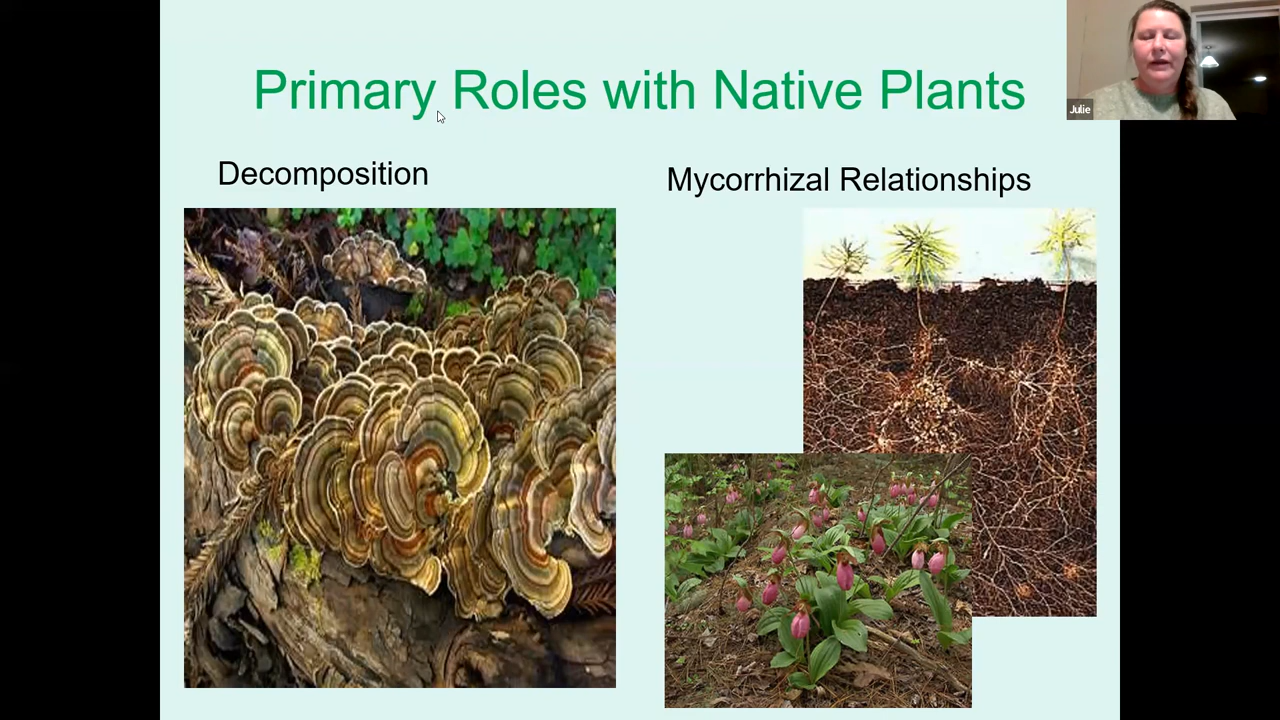 Primary Roles with Native Plants
Julie
Decomposition
Mycorrhizal Relationships